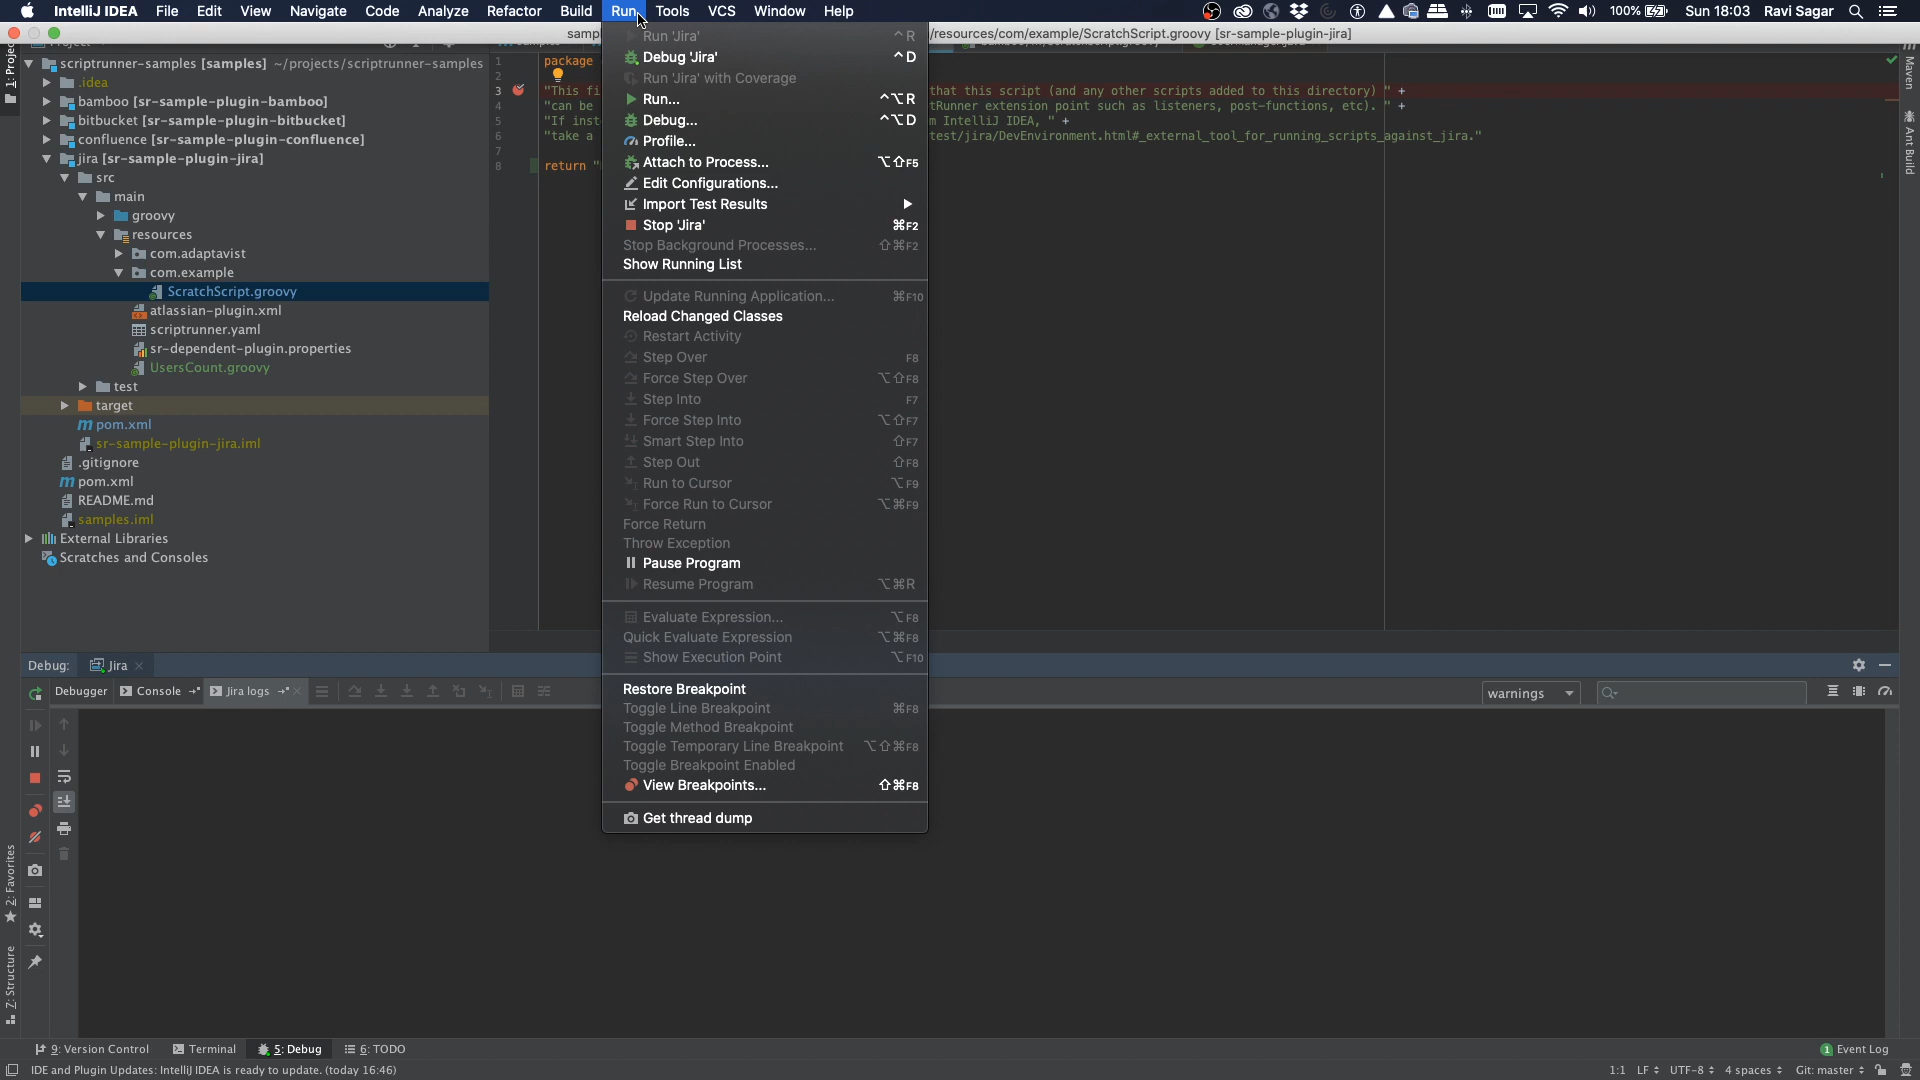 IntelliJ IDEA File Edit View Navigate Code Analyze Refactor Build Run Tools VCS Window Help
100% Sun 18:03 Ravi Sagar
/resources/com/example/ScratchScript.groovy [sr-sample-plugin-jira]
1: Project
scriptrunner-samples [samples] ~/projects/scriptrunner-samples
.idea
bamboo [sr-sample-plugin-bamboo]
bitbucket [sr-sample-plugin-bitbucket]
confluence [sr-sample-plugin-confluence]
jira [sr-sample-plugin-jira]
src
main
groovy
resources
com.adaptavist
com.example
ScratchScript.groovy
atlassian-plugin.xml
scriptrunner.yaml
sr-dependent-plugin.properties
UsersCount.groovy
test
target
pom.xml
sr-sample-plugin-jira.iml
.gitignore
pom.xml
README.md
samples.iml
External Libraries
Scratches and Consoles
1 package
2
3 "This fi that this script (and any other scripts added to this directory) " +
4 "can be tRunner extension point such as listeners, post-functions, etc). " +
5 "If inst m IntelliJ IDEA, " +
6 "take a test/jira/DevEnvironment.html#_external_tool_for_running_scripts_against_jira."
7
8 return "
Run 'Jira' ^R
Debug 'Jira' ^D
Run 'Jira' with Coverage
Run... ^⌥R
Debug... ^⌥D
Profile...
Attach to Process... ⌥⇧F5
Edit Configurations...
Import Test Results
Stop 'Jira' ⌘F2
Stop Background Processes... ⇧⌘F2
Show Running List
Update Running Application... ⌘F10
Reload Changed Classes
Restart Activity
Step Over F8
Force Step Over ⌥⇧F8
Step Into F7
Force Step Into ⌥⇧F7
Smart Step Into ⇧F7
Step Out ⇧F8
Run to Cursor ⌥F9
Force Run to Cursor ⌥⌘F9
Force Return
Throw Exception
Pause Program
Resume Program ⌥⌘R
Evaluate Expression... ⌥F8
Quick Evaluate Expression ⌥⌘F8
Show Execution Point ⌥F10
Restore Breakpoint
Toggle Line Breakpoint ⌘F8
Toggle Method Breakpoint
Toggle Temporary Line Breakpoint ⌥⇧⌘F8
Toggle Breakpoint Enabled
View Breakpoints... ⇧⌘F8
Get thread dump
Maven
Ant Build
Debug: Jira
Debugger Console Jira logs warnings
2: Favorites
7: Structure
9: Version Control Terminal 5: Debug 6: TODO 1 Event Log
IDE and Plugin Updates: IntelliJ IDEA is ready to update. (today 16:46) 1:1 LF UTF-8 4 spaces Git: master